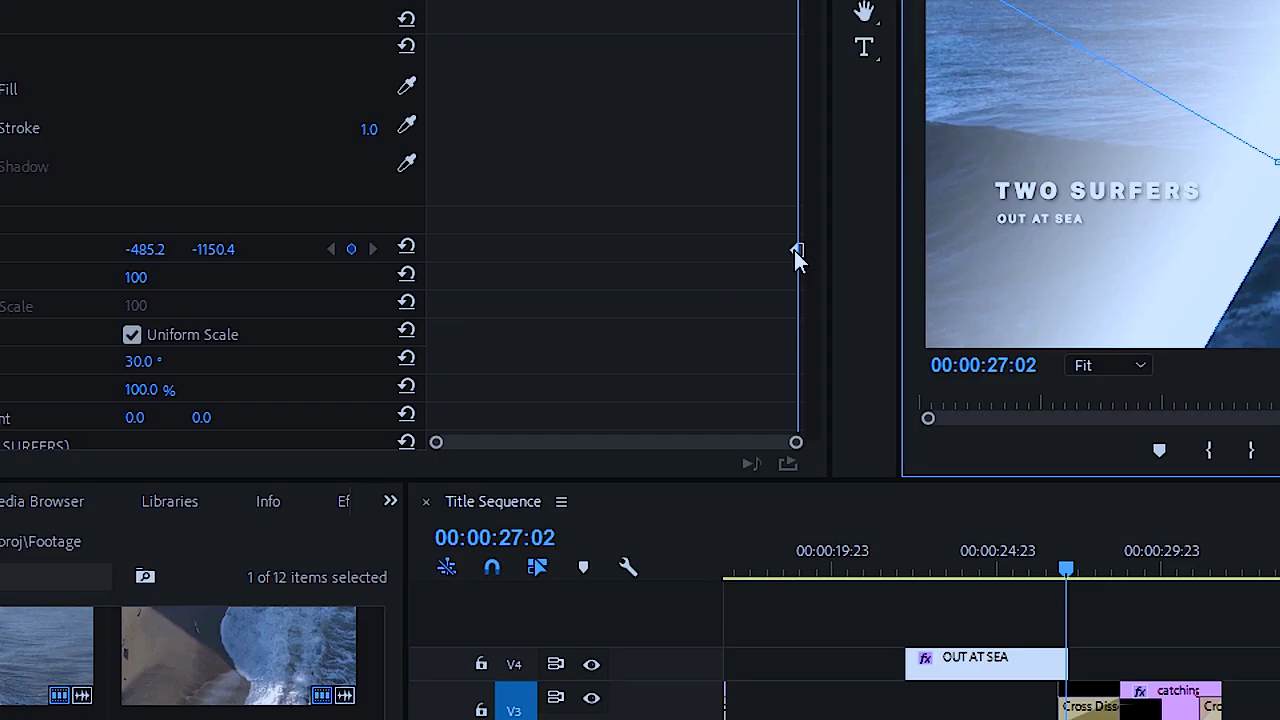 Fill
Stroke 1.0
Shadow
-485.2 -1150.4
100
Scale 100
Uniform Scale
30.0 °
100.0 %
0.0 0.0
SURFERS)
T
TWO SURFERS
OUT AT SEA
00:00:27:02 Fit
edia Browser Libraries Info Ef
proj\Footage
1 of 12 items selected
Title Sequence
00:00:27:02
00:00:19:23 00:00:24:23 00:00:29:23
V4 fx OUT AT SEA
V3 fx catching
Cross Diss Cro